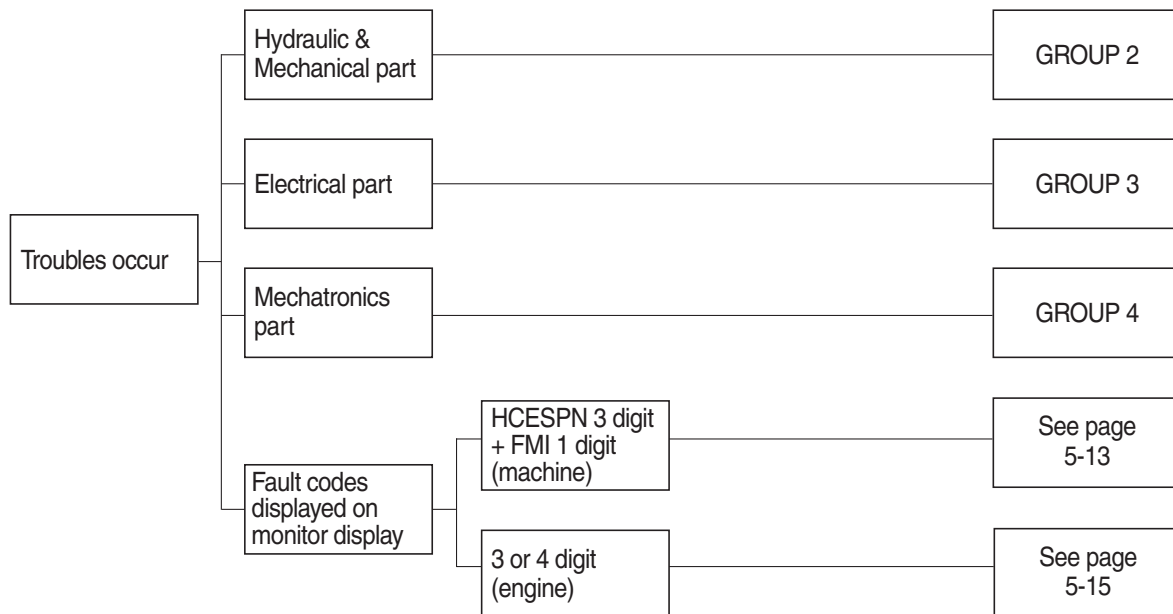 Troubles occur
Hydraulic &
Mechanical part
GROUP 2
Electrical part
GROUP 3
Mechatronics
part
GROUP 4
Fault codes
displayed on
monitor display
HCESPN 3 digit
+ FMI 1 digit
(machine)
See page
5-13
3 or 4 digit
(engine)
See page
5-15